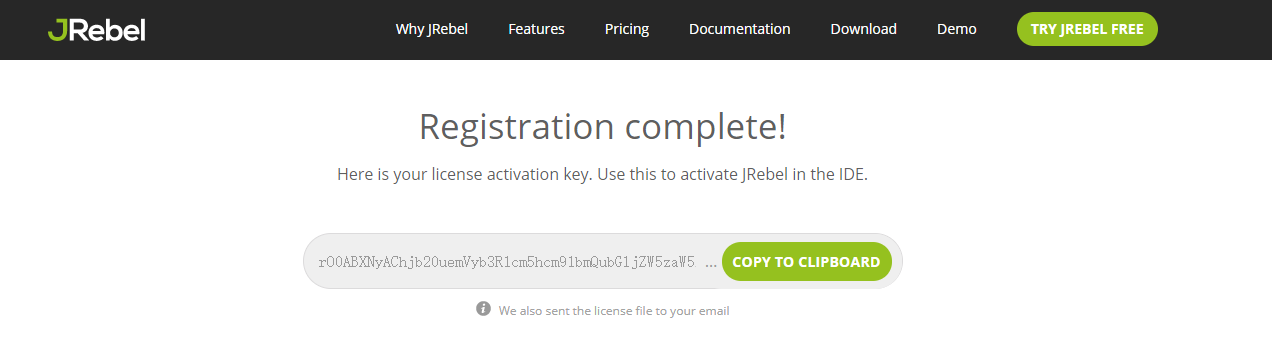 JRebel Why JRebel Features Pricing Documentation Download Demo TRY JREBEL FREE
Registration complete!
Here is your license activation key. Use this to activate JRebel in the IDE.
rO0ABXNyAChjb20uemVyb3R1cm5hcm91bmQubGljZW5zaW5 ... COPY TO CLIPBOARD
We also sent the license file to your email